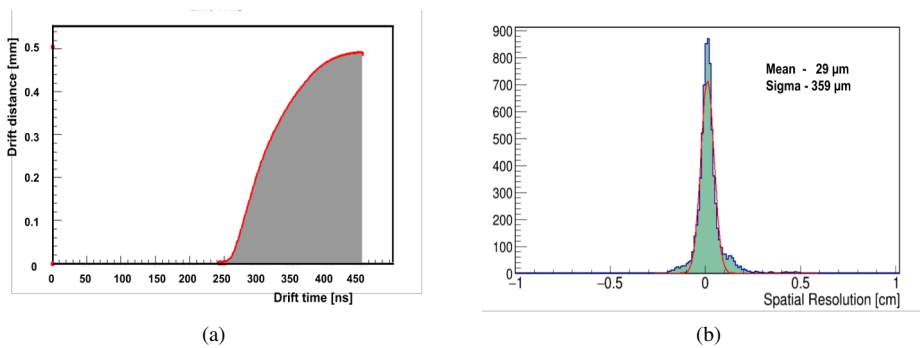 Drift distance [mm]
0.5
0.4
0.3
0.2
0.1
0
0 50 100 150 200 250 300 350 400 450
Drift time [ns]
(a)
900
800
700
600
500
400
300
200
100
0
Mean - 29 µm
Sigma - 359 µm
−1 −0.5 0 0.5 1
Spatial Resolution [cm]
(b)